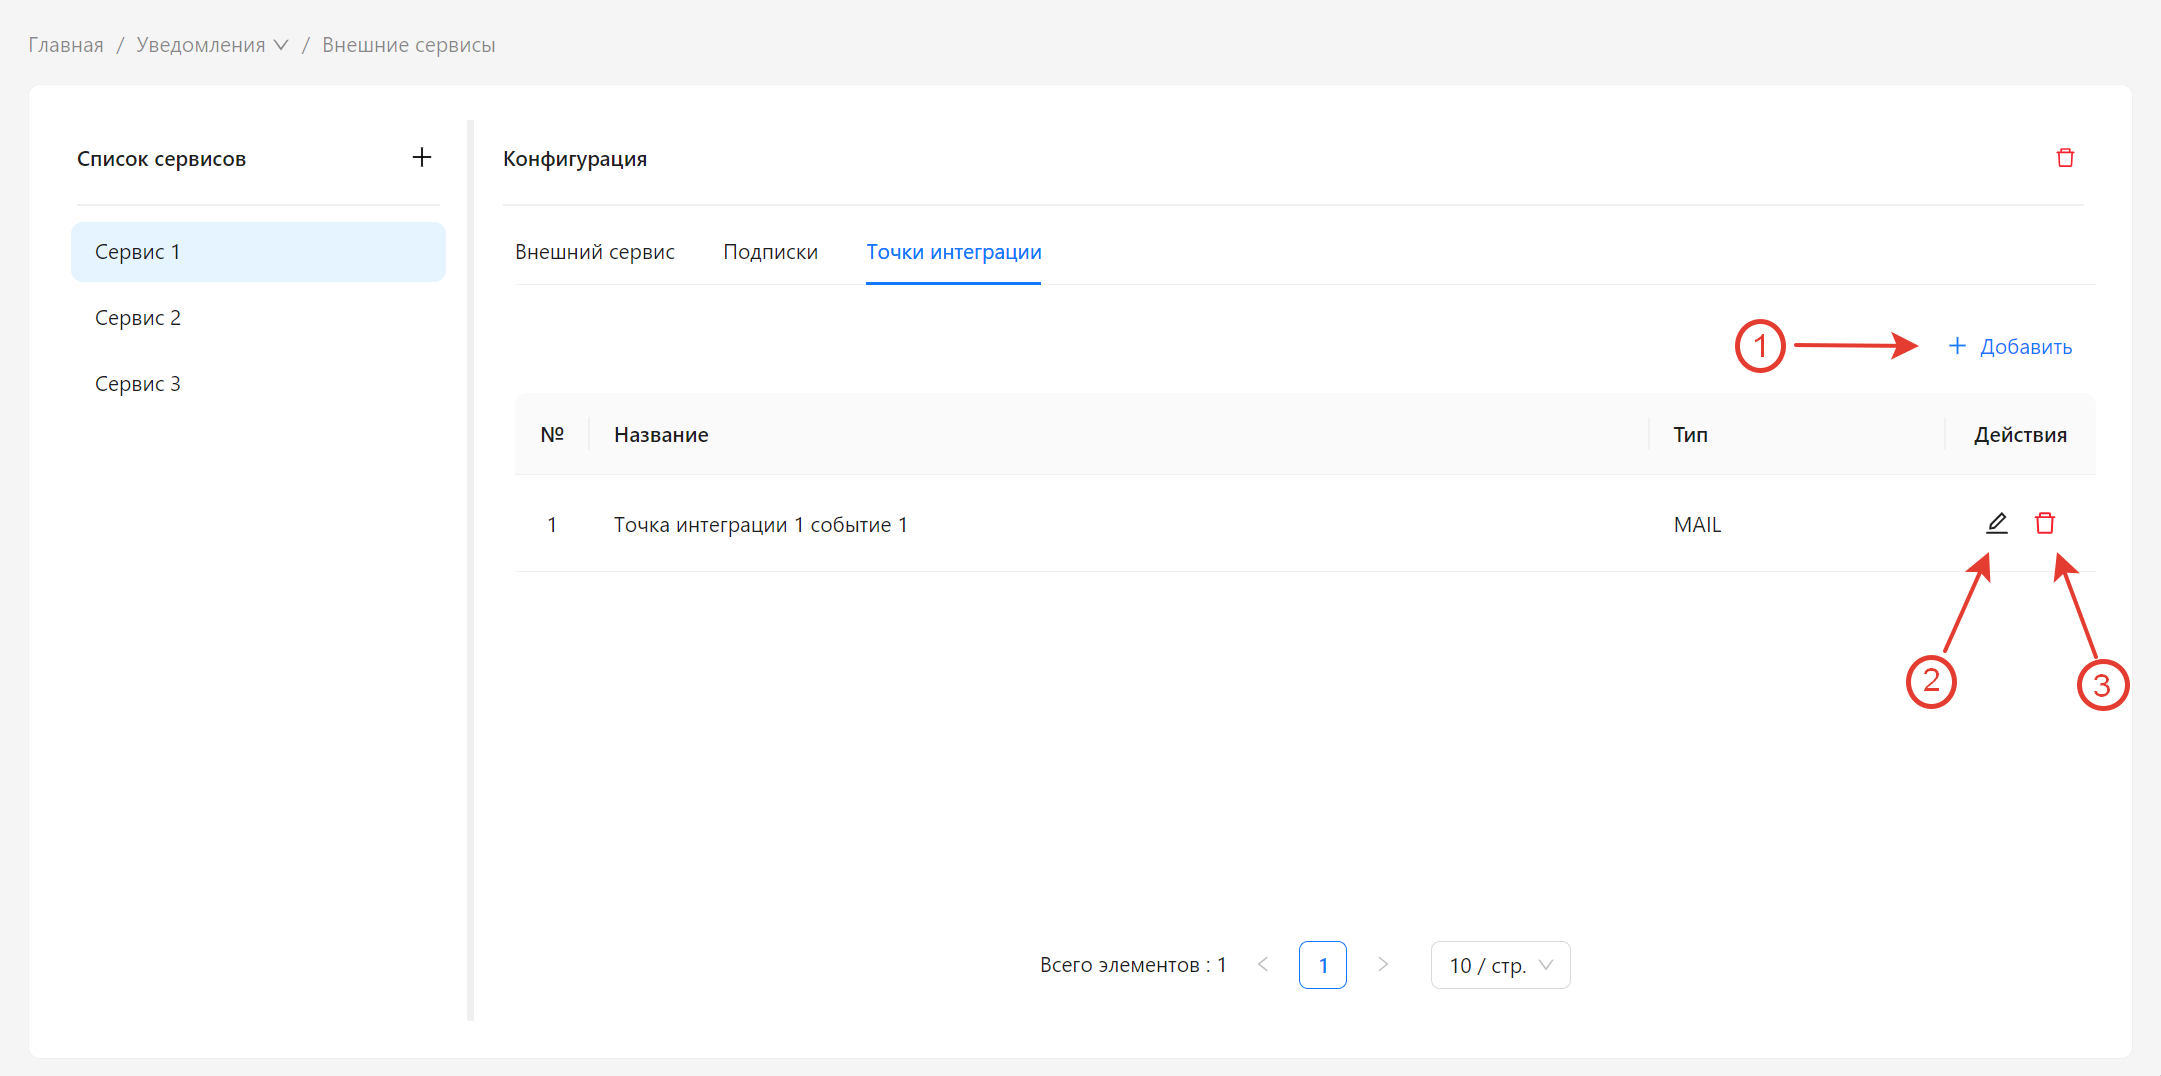 Главная / Уведомления / Внешние сервисы
Список сервисов
Сервис 1
Сервис 2
Сервис 3
Конфигурация
Внешний сервис Подписки Точки интеграции
1 + Добавить
№ Название Тип Действия
1 Точка интеграции 1 событие 1 MAIL
2 3
Всего элементов : 1 < 1 > 10 / стр.